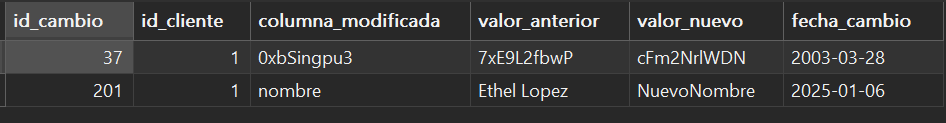 id_cambio id_cliente columna_modificada valor_anterior valor_nuevo fecha_cambio
37 1 0xbSingpu3 7xE9L2fbwP cFm2NrlWDN 2003-03-28
201 1 nombre Ethel Lopez NuevoNombre 2025-01-06